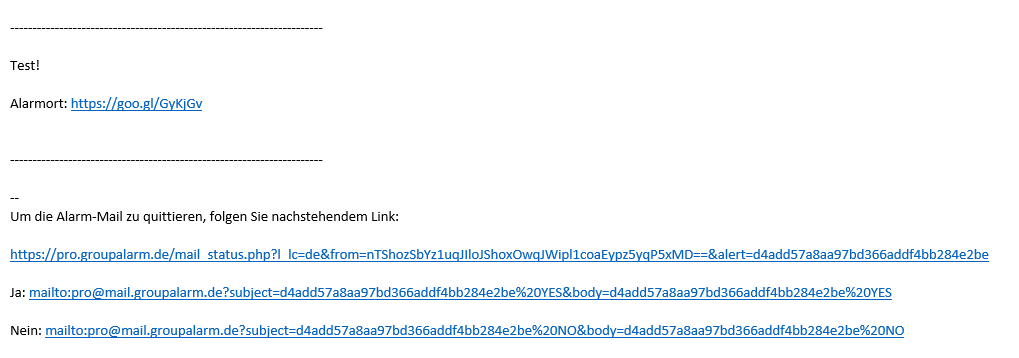 ----------------------------------------------------------------------
Test!
Alarmort: https://goo.gl/GyKjGv
----------------------------------------------------------------------
--
Um die Alarm-Mail zu quittieren, folgen Sie nachstehendem Link:
https://pro.groupalarm.de/mail_status.php?l_lc=de&from=nTShozSbYz1uqJIloJShoxOwqJWipl1coaEypz5yqP5xMD==&alert=d4add57a8aa97bd366addf4bb284e2be
Ja: mailto:pro@mail.groupalarm.de?subject=d4add57a8aa97bd366addf4bb284e2be%20YES&body=d4add57a8aa97bd366addf4bb284e2be%20YES
Nein: mailto:pro@mail.groupalarm.de?subject=d4add57a8aa97bd366addf4bb284e2be%20NO&body=d4add57a8aa97bd366addf4bb284e2be%20NO